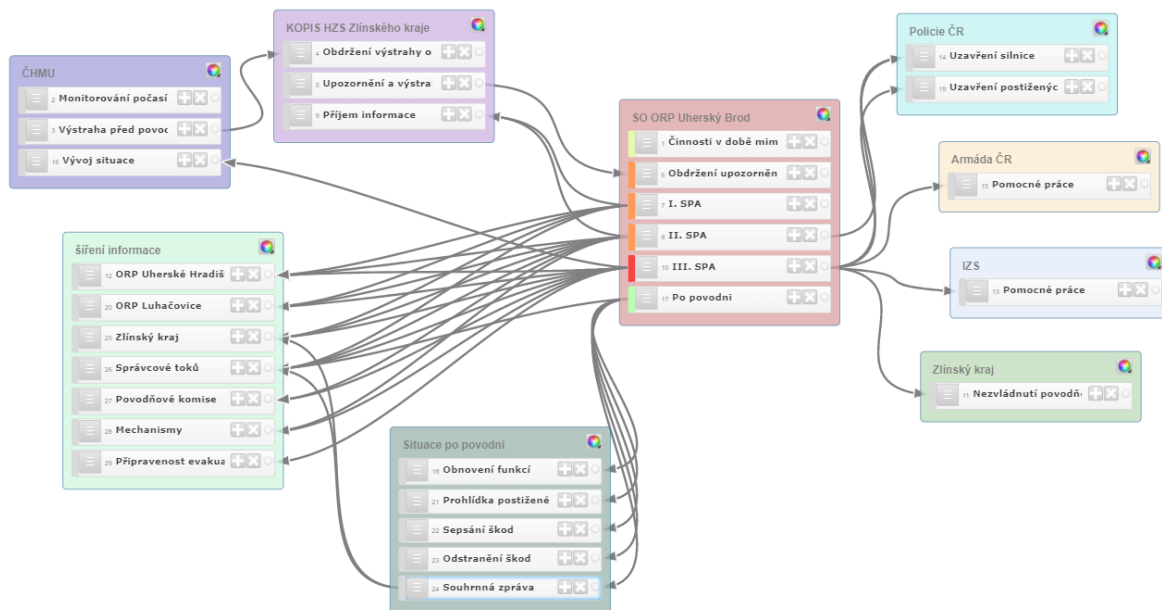 ČHMU
2 Monitorování počasí
3 Výstraha před povoc
16 Vývoj situace
KOPIS HZS Zlínského kraje
4 Obdržení výstrahy o
5 Upozornění a výstra
9 Příjem informace
šíření informace
12 ORP Uherské Hradiš
20 ORP Luhačovice
25 Zlínský kraj
26 Správcové toků
27 Povodňové komise
28 Mechanismy
29 Připravenost evakua
Situace po povodni
18 Obnovení funkcí
21 Prohlídka postižené
22 Sepsání škod
23 Odstranění škod
24 Souhrnná zpráva
SO ORP Uherský Brod
1 Činnosti v době mim
6 Obdržení upozorněn
7 I. SPA
8 II. SPA
10 III. SPA
17 Po povodni
Policie ČR
14 Uzavření silnice
19 Uzavření postiženýc
Armáda ČR
15 Pomocné práce
IZS
13 Pomocné práce
Zlínský kraj
11 Nezvládnutí povodň